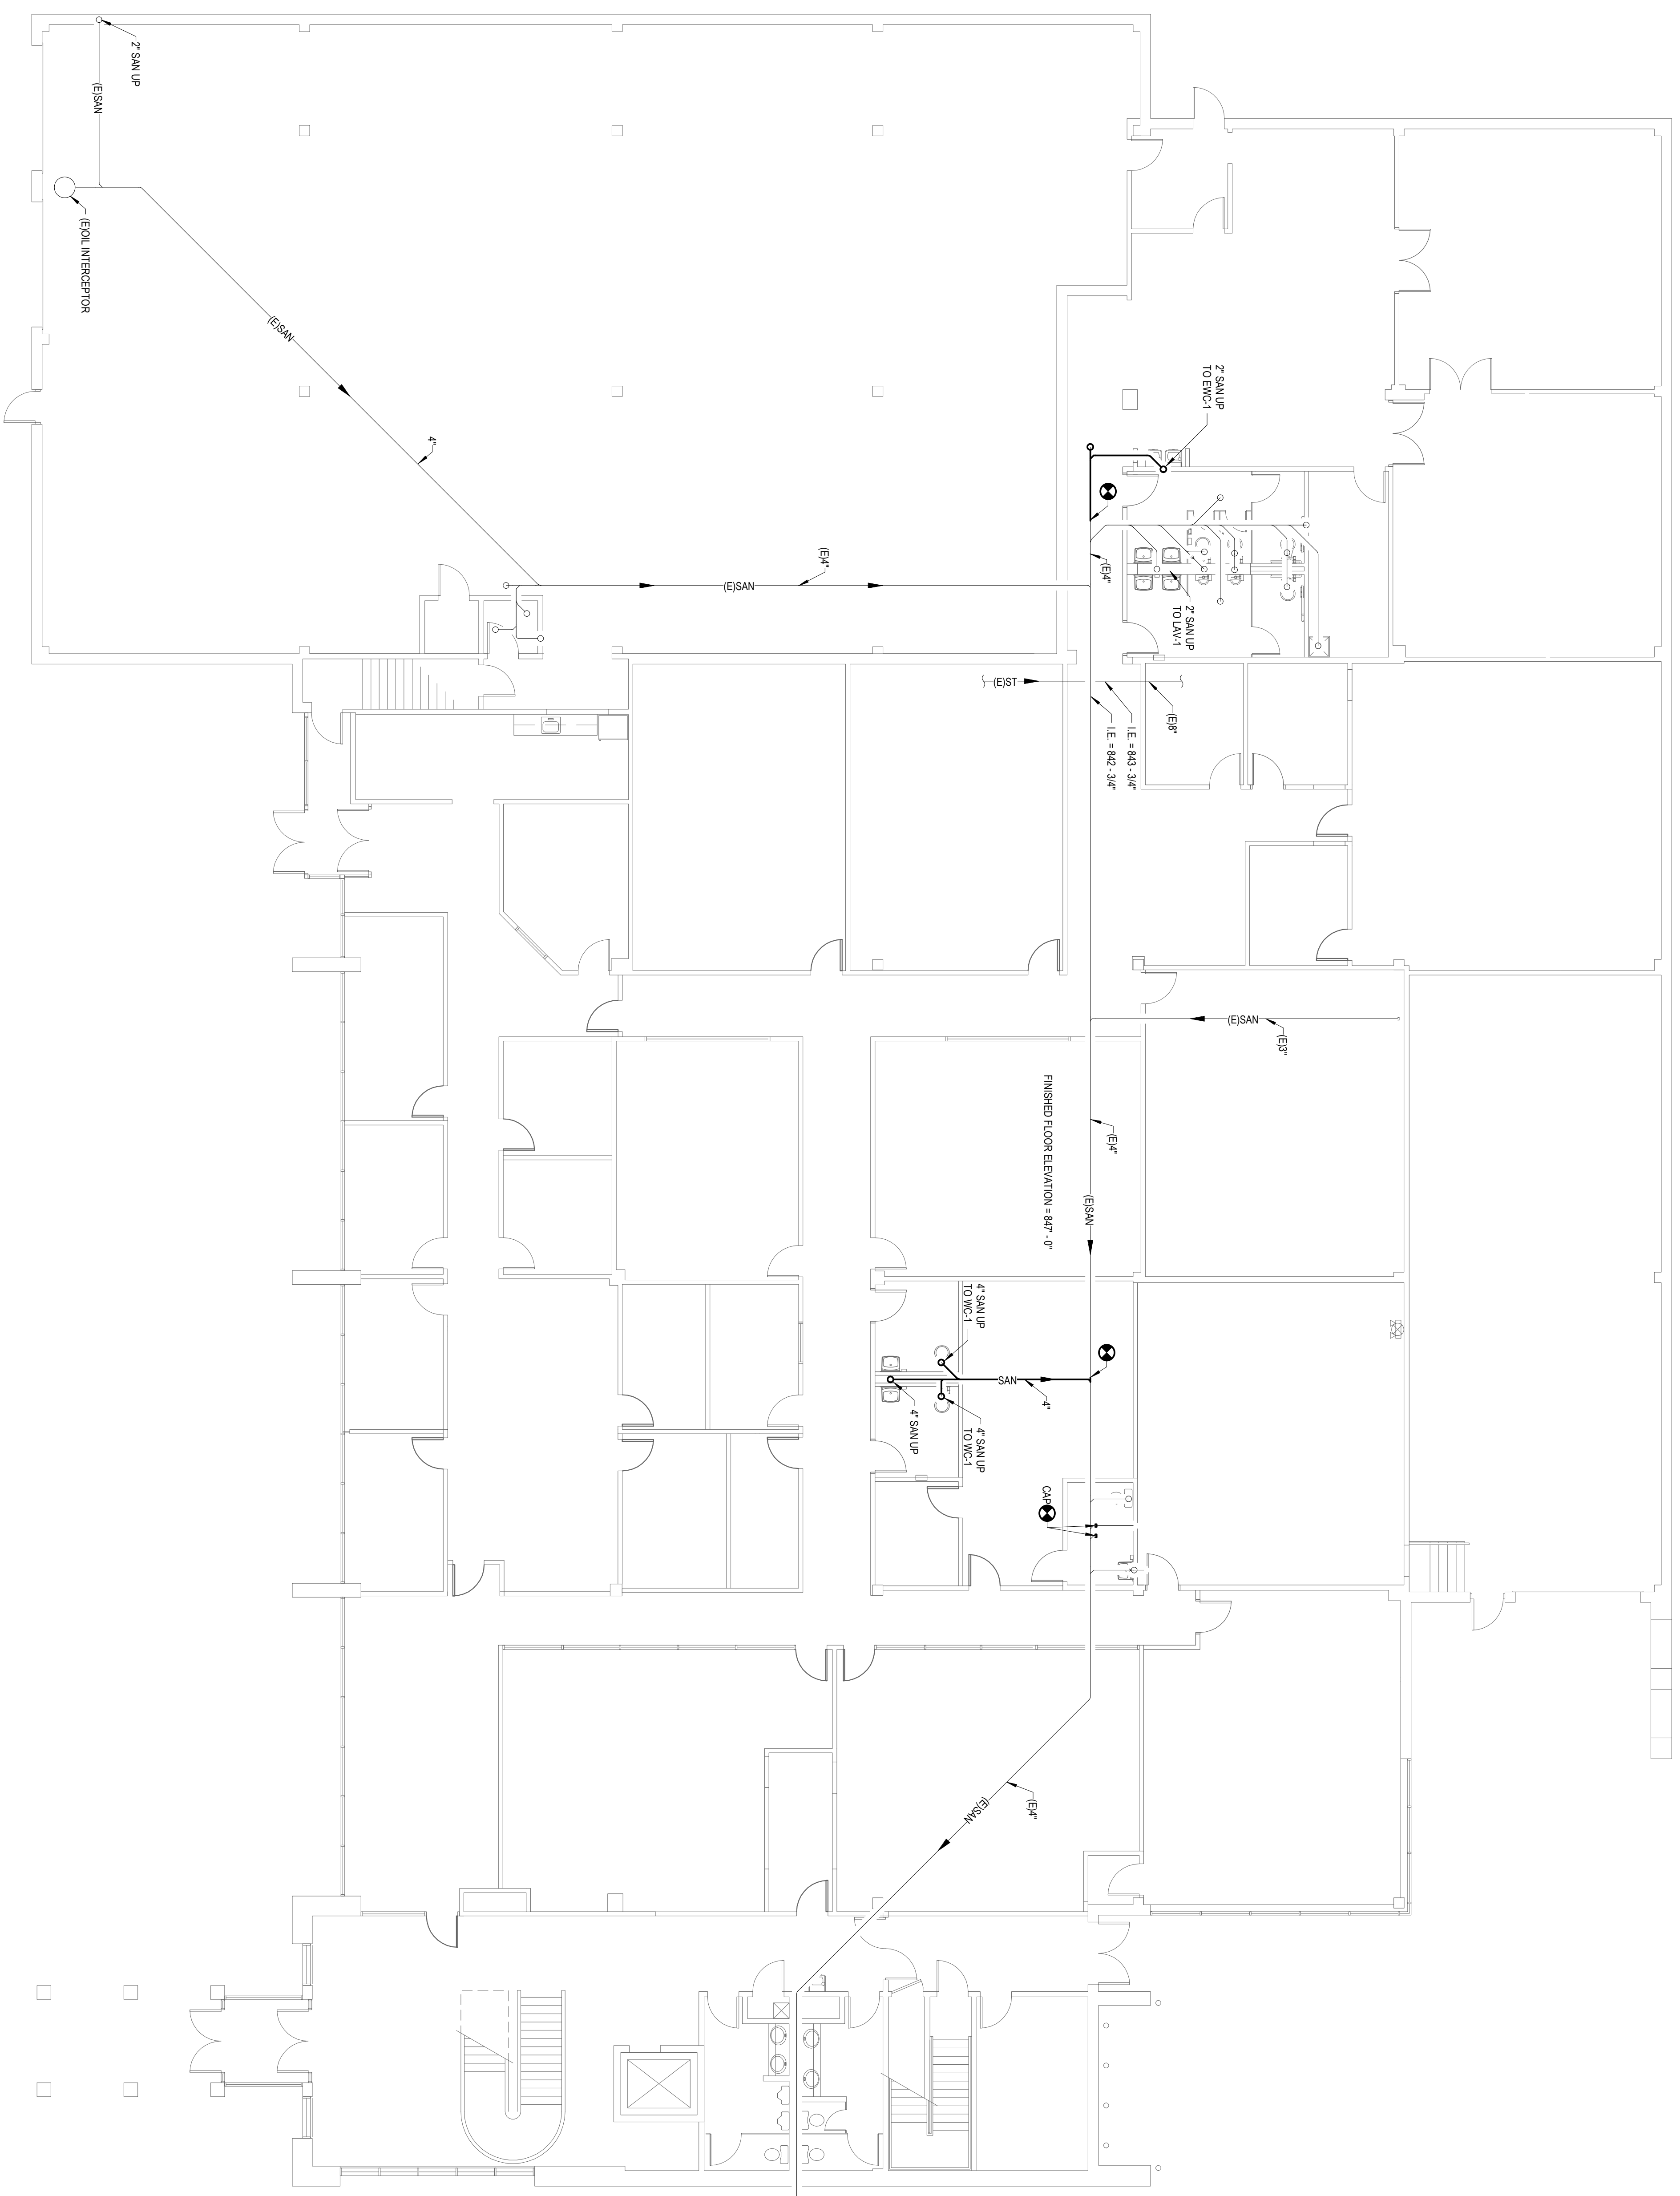 2" SAN UP
(E)SAN
(E)OIL INTERCEPTOR
(E)SAN
4"
2" SAN UP
TO EWC-1
(E)4"
(E)SAN
(E)4"
2" SAN UP
TO LAV-1
(E)ST
(E)8"
I.E. = 843 - 3/4"
I.E. = 842 - 3/4"
(E)SAN
(E)3"
FINISHED FLOOR ELEVATION = 847' - 0"
(E)4"
(E)SAN
4" SAN UP
TO WC-1
SAN
4"
4" SAN UP
4" SAN UP
TO WC-1
CAP
(E)4"
(E)SAN